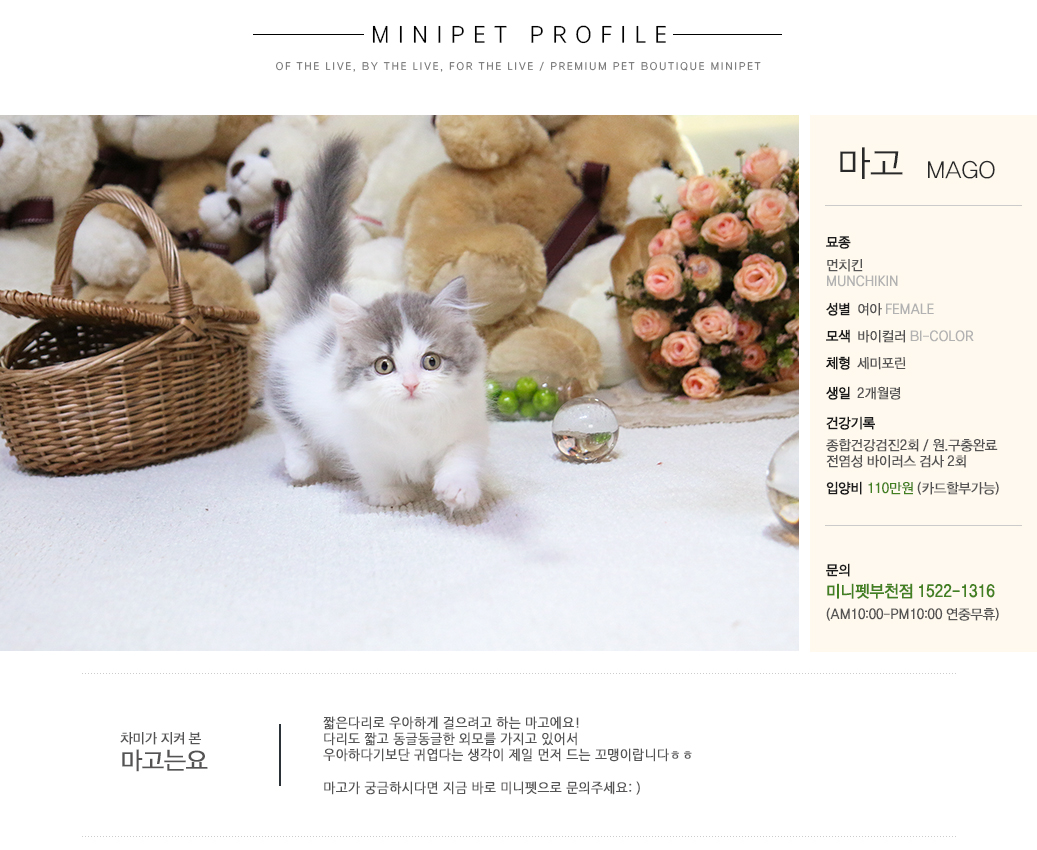 MINIPET PROFILE
OF THE LIVE, BY THE LIVE, FOR THE LIVE / PREMIUM PET BOUTIQUE MINIPET
마고 MAGO
묘종
먼치킨
MUNCHIKIN
성별 여아 FEMALE
모색 바이컬러 BI-COLOR
체형 세미포린
생일 2개월령
건강기록
종합건강검진2회 / 원.구충완료
전염성 바이러스 검사 2회
입양비 110만원 (카드할부가능)
문의
미니펫부천점 1522-1316
(AM10:00-PM10:00 연중무휴)
차미가 지켜 본
마고는요
짧은다리로 우아하게 걸으려고 하는 마고에요!
다리도 짧고 동글동글한 외모를 가지고 있어서
우아하다기보단 귀엽다는 생각이 제일 먼저 드는 꼬맹이랍니다ㅎㅎ
마고가 궁금하시다면 지금 바로 미니펫으로 문의주세요: )